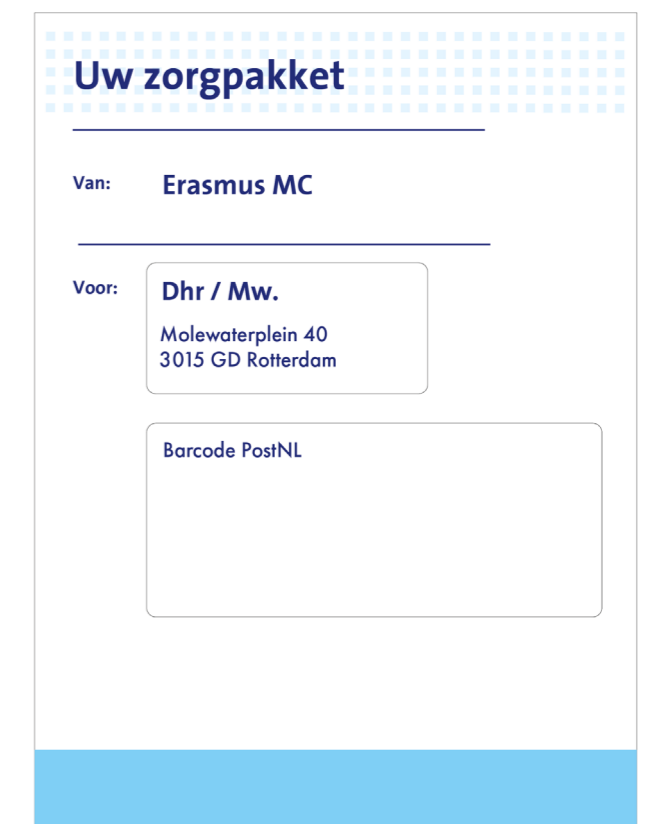 Uw zorgpakket
Van: Erasmus MC
Voor: Dhr / Mw.
Molewaterplein 40
3015 GD Rotterdam
Barcode PostNL